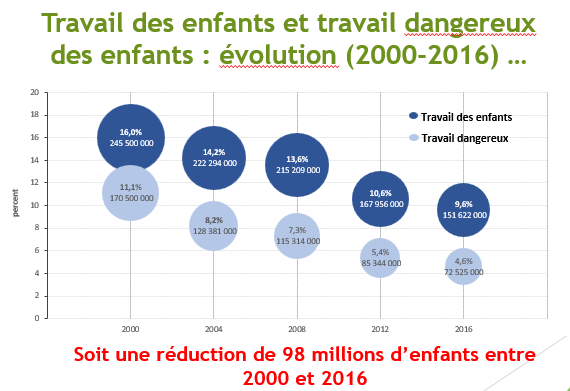 Travail des enfants et travail dangereux
des enfants : évolution (2000-2016) …
20
18
16
14
12
10
8
6
4
2
0
percent
Travail des enfants
Travail dangereux
16,0%
245 500 000
11,1%
170 500 000
14,2%
222 294 000
8,2%
128 381 000
13,6%
215 209 000
7,3%
115 314 000
10,6%
167 956 000
5,4%
85 344 000
9,6%
151 622 000
4,6%
72 525 000
2000
2004
2008
2012
2016
Soit une réduction de 98 millions d’enfants entre
2000 et 2016